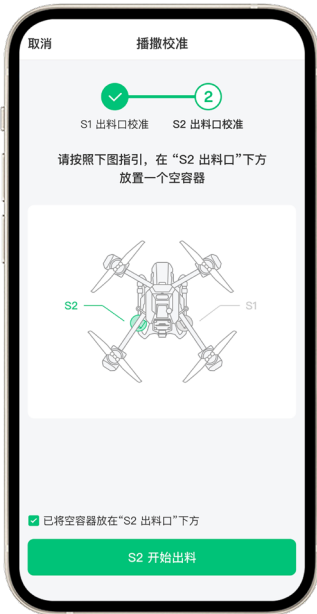 取消
播撒校准
2
S1 出料口校准
S2 出料口校准
请按照下图指引，在 “S2 出料口”下方
放置一个空容器
S2
S1
已将空容器放在“S2 出料口”下方
S2 开始出料